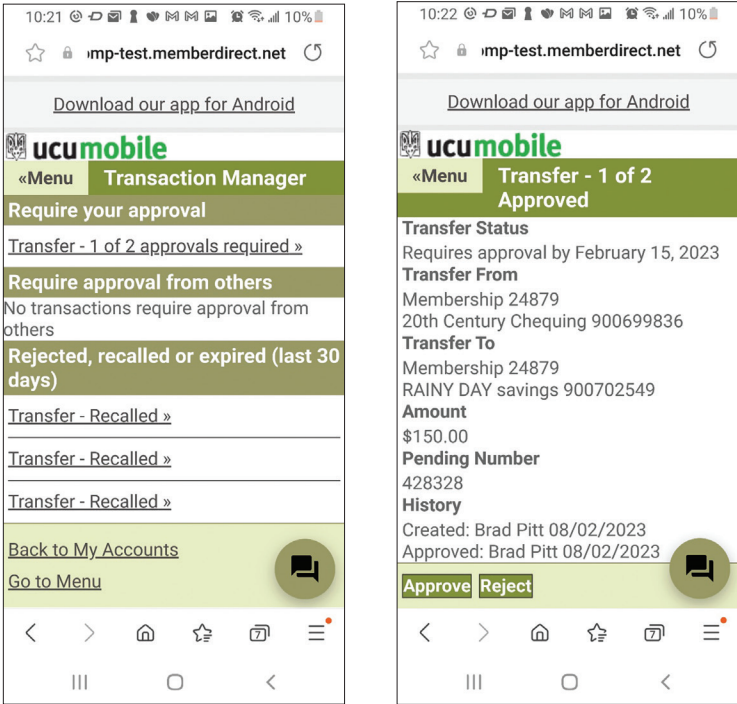 10:21
10%
omp-test.memberdirect.net
Download our app for Android
ucumobile
«Menu
Transaction Manager
Require your approval
Transfer - 1 of 2 approvals required »
Require approval from others
No transactions require approval from
others
Rejected, recalled or expired (last 30
days)
Transfer - Recalled »
Transfer - Recalled »
Transfer - Recalled »
Back to My Accounts
Go to Menu
7
10:22
10%
omp-test.memberdirect.net
Download our app for Android
ucumobile
«Menu
Transfer - 1 of 2
Approved
Transfer Status
Requires approval by February 15, 2023
Transfer From
Membership 24879
20th Century Chequing 900699836
Transfer To
Membership 24879
RAINY DAY savings 900702549
Amount
$150.00
Pending Number
428328
History
Created: Brad Pitt 08/02/2023
Approved: Brad Pitt 08/02/2023
Approve Reject
7